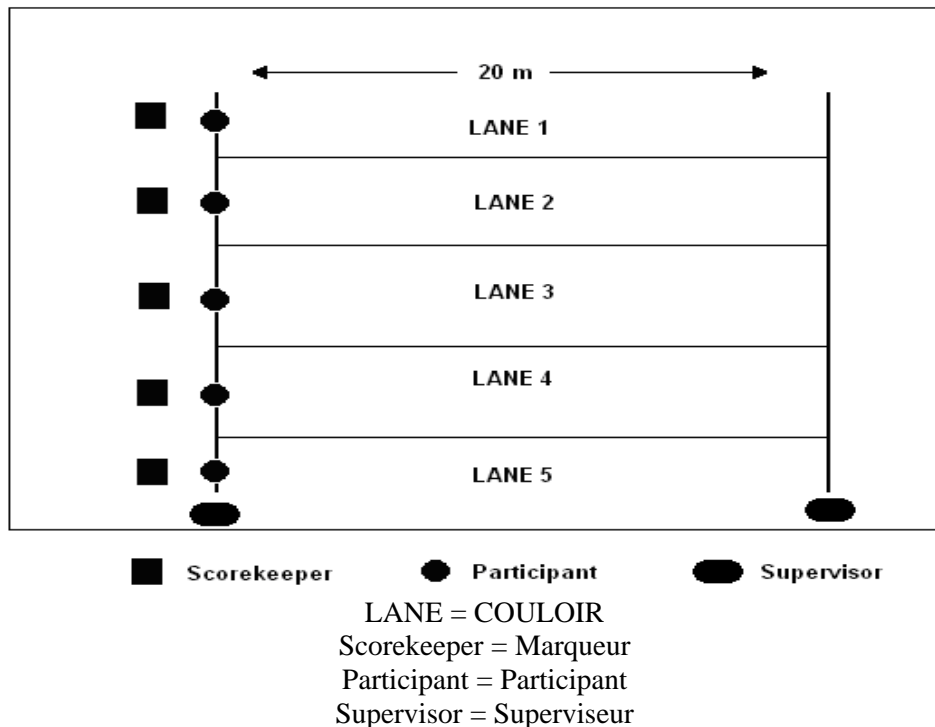 20 m
LANE 1
LANE 2
LANE 3
LANE 4
LANE 5
Scorekeeper Participant Supervisor
LANE = COULOIR
Scorekeeper = Marqueur
Participant = Participant
Supervisor = Superviseur